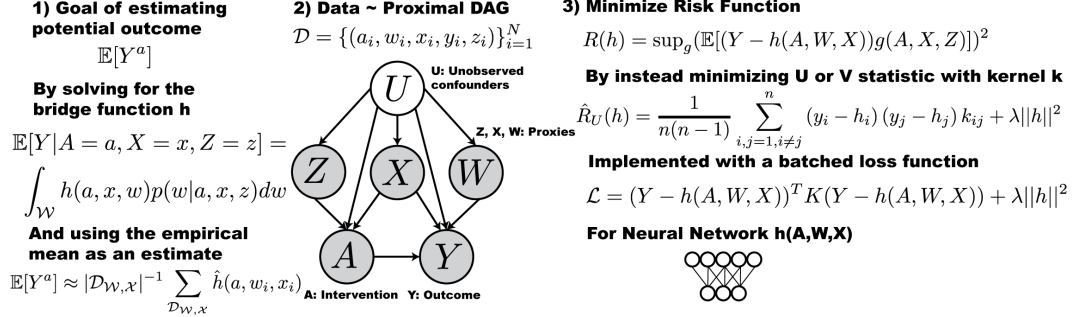 1) Goal of estimating
potential outcome
𝔼[Y^a]
By solving for the
bridge function h
𝔼[Y|A = a, X = x, Z = z] =
∫_𝒲 h(a, x, w)p(w|a, x, z)dw
And using the empirical
mean as an estimate
𝔼[Y^a] ≈ |𝒟_{𝒲,𝒳}|^{-1} ∑_{𝒟_{𝒲,𝒳}} ĥ(a, w_i, x_i)
2) Data ~ Proximal DAG
𝒟 = {(a_i, w_i, x_i, y_i, z_i)}_{i=1}^N
U: Unobserved
confounders
U
Z, X, W: Proxies
Z X W
A Y
A: Intervention Y: Outcome
3) Minimize Risk Function
R(h) = sup_g(𝔼[(Y − h(A, W, X))g(A, X, Z)])^2
By instead minimizing U or V statistic with kernel k
R̂_U(h) = \frac{1}{n(n − 1)} ∑_{i,j=1,i≠j}^n (y_i − h_i) (y_j − h_j) k_{ij} + λ||h||^2
Implemented with a batched loss function
ℒ = (Y − h(A, W, X))^T K(Y − h(A, W, X)) + λ||h||^2
For Neural Network h(A,W,X)